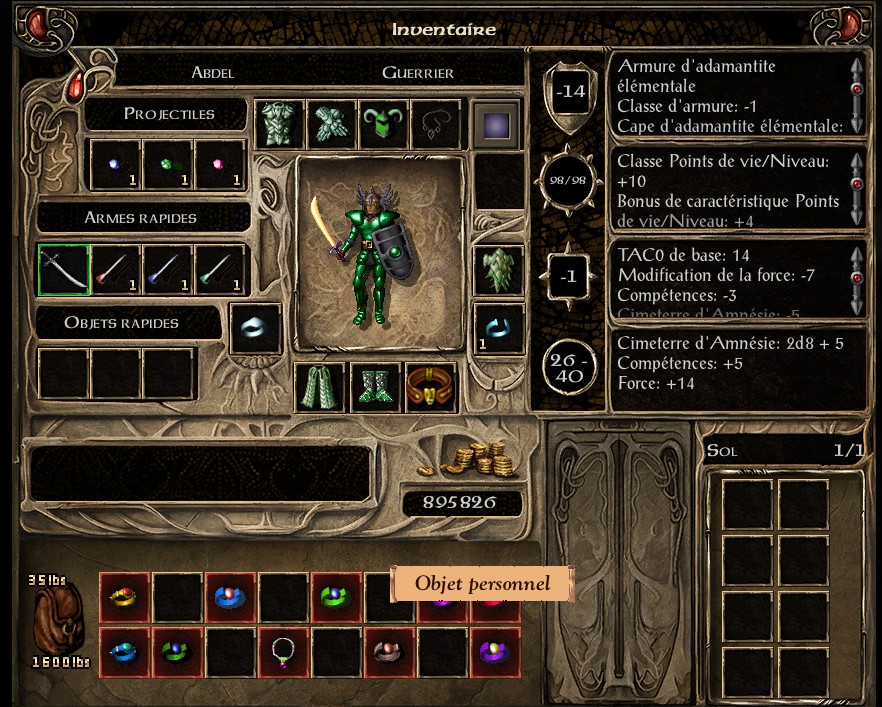 Inventaire
Abdel
Guerrier
Projectiles
1
1
1
Armes rapides
1
1
1
Objets rapides
1
-14
98/98
-1
26 -
40
Armure d'adamantite
élémentale
Classe d'armure: -1
Cape d'adamantite élémentale:
Classe Points de vie/Niveau:
+10
Bonus de caractéristique Points
de vie/Niveau: +4
TAC0 de base: 14
Modification de la force: -7
Compétences: -3
Cimeterre d'Amnésie: -5
Cimeterre d'Amnésie: 2d8 + 5
Compétences: +5
Force: +14
895826
Sol
1/1
35lbs
1600lbs
Objet personnel